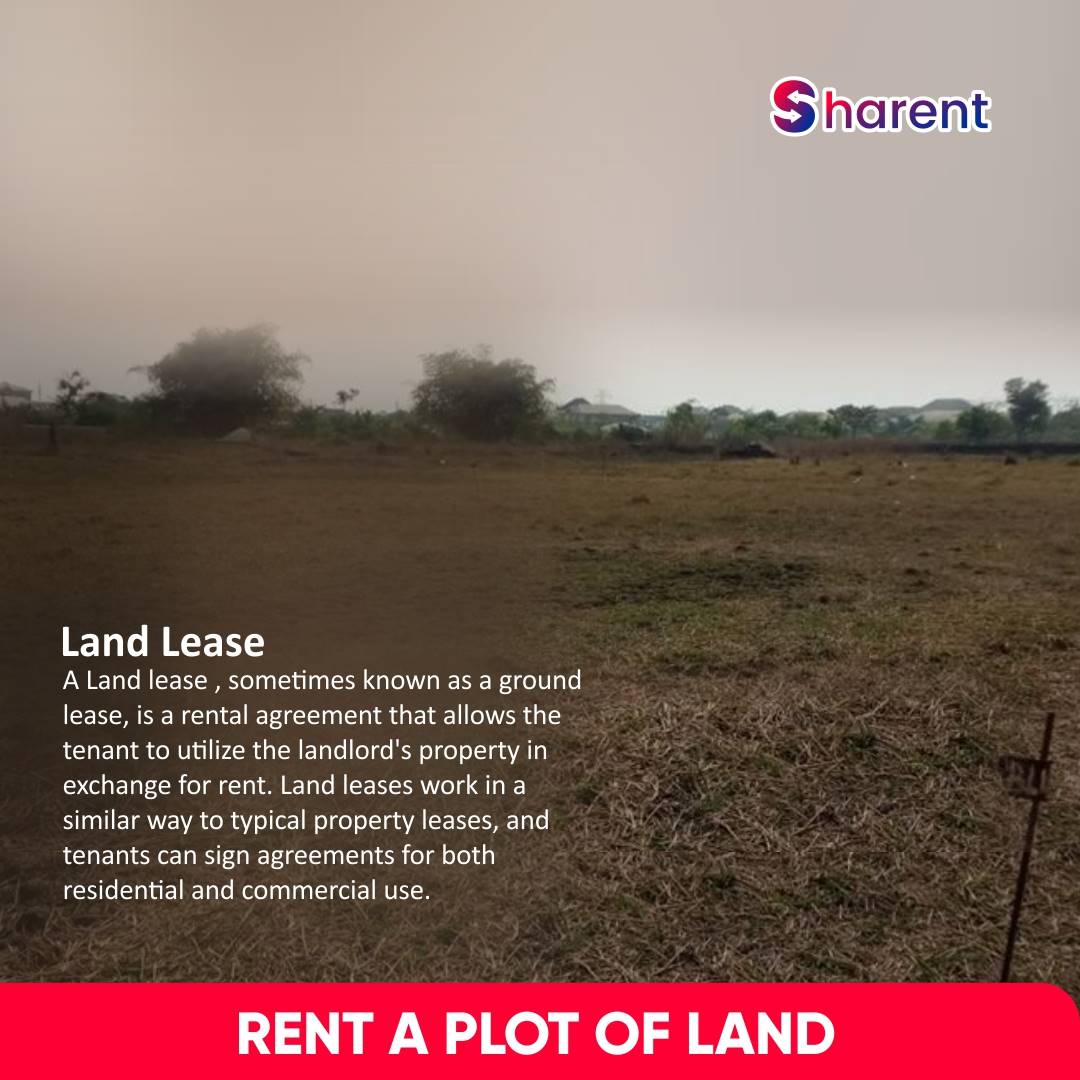 Sharent
Land Lease
A Land lease , sometimes known as a ground
lease, is a rental agreement that allows the
tenant to utilize the landlord's property in
exchange for rent. Land leases work in a
similar way to typical property leases, and
tenants can sign agreements for both
residential and commercial use.
RENT A PLOT OF LAND